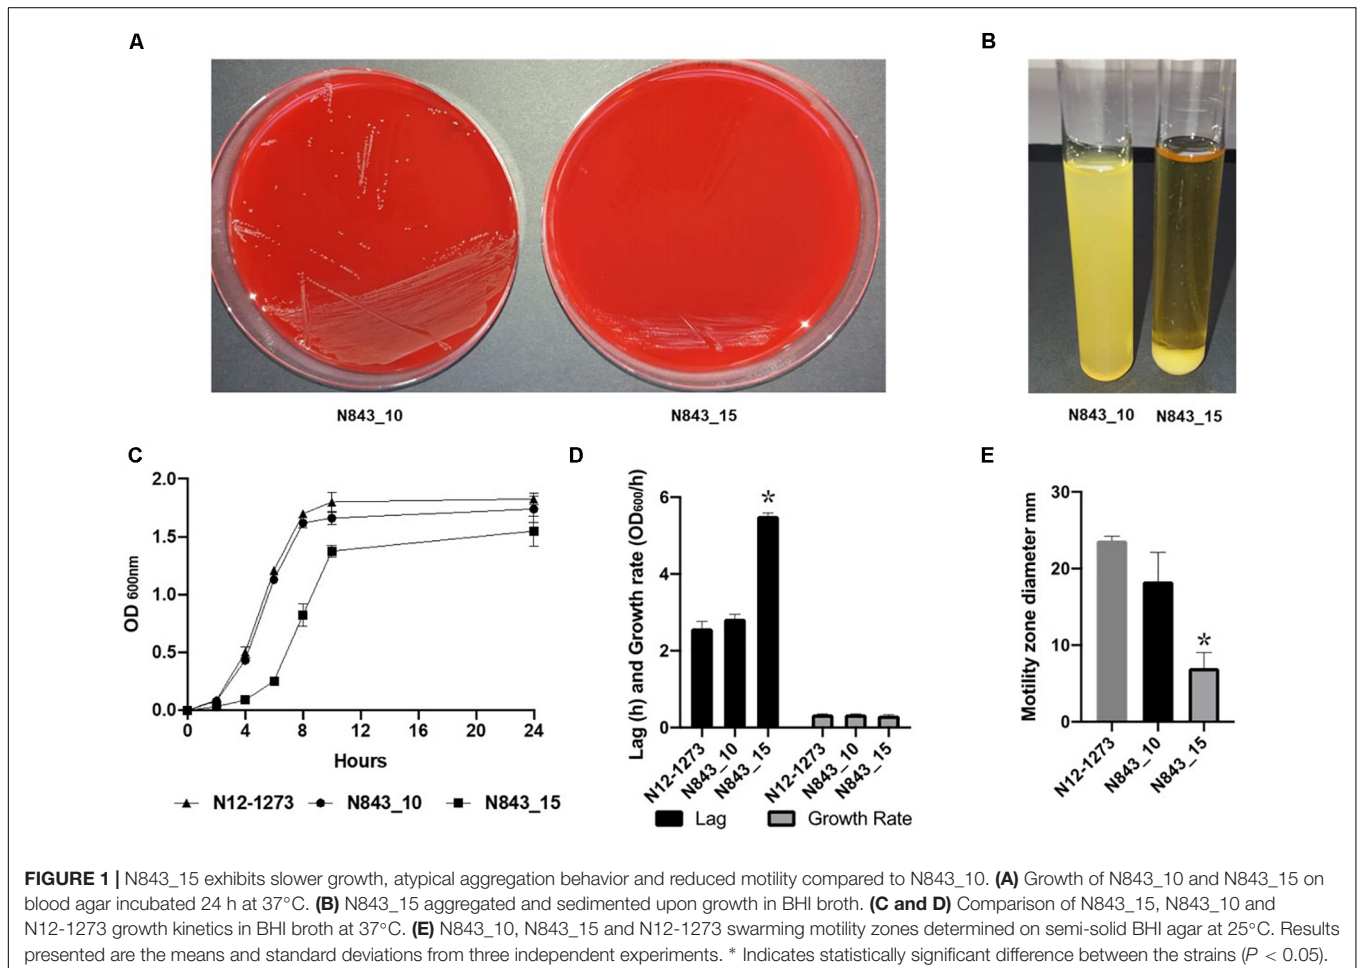 A
B
N843_10
N843_15
N843_10
N843_15
C
D
E
OD 600nm
2.0
1.5
1.0
0.5
0.0
0
4
8
12
16
20
24
Hours
N12-1273
N843_10
N843_15
Lag (h) and Growth rate (OD600/h)
6
4
2
0
*
N12-1273
N843_10
N843_15
N12-1273
N843_10
N843_15
Lag
Growth Rate
Motility zone diameter mm
30
20
10
0
*
N12-1273
N843_10
N843_15
FIGURE 1 | N843_15 exhibits slower growth, atypical aggregation behavior and reduced motility compared to N843_10. (A) Growth of N843_10 and N843_15 on
blood agar incubated 24 h at 37°C. (B) N843_15 aggregated and sedimented upon growth in BHI broth. (C and D) Comparison of N843_15, N843_10 and
N12-1273 growth kinetics in BHI broth at 37°C. (E) N843_10, N843_15 and N12-1273 swarming motility zones determined on semi-solid BHI agar at 25°C. Results
presented are the means and standard deviations from three independent experiments. * Indicates statistically significant difference between the strains (P < 0.05).